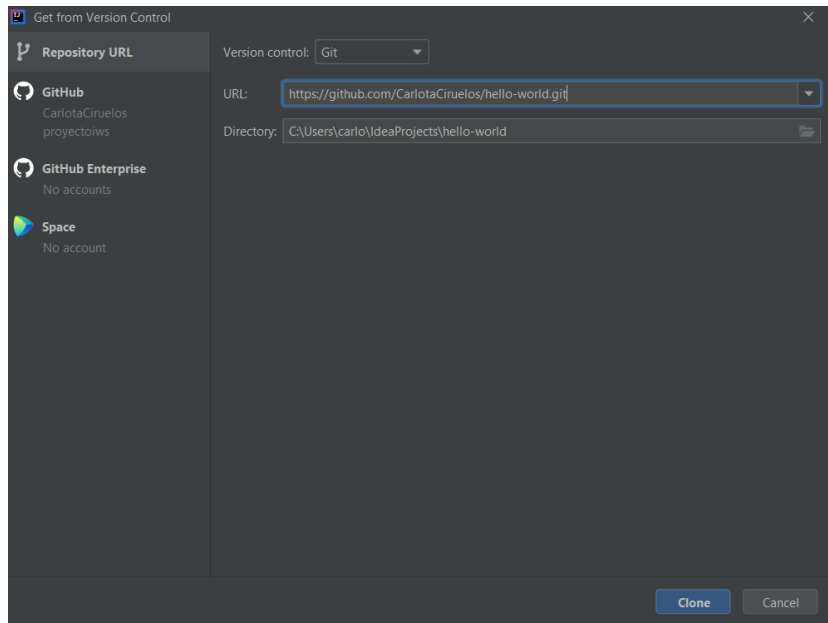 Get from Version Control
Repository URL
GitHub
CarlotaCiruelos
proyectoiws
GitHub Enterprise
No accounts
Space
No account
Version control: Git
URL: https://github.com/CarlotaCiruelos/hello-world.git
Directory: C:\Users\carlo\IdeaProjects\hello-world
Clone Cancel